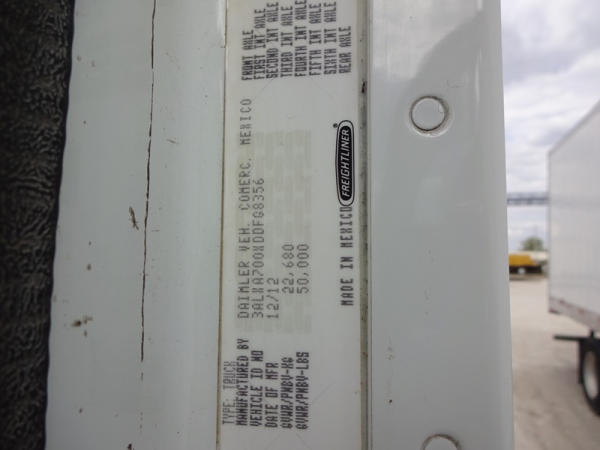 TYPE: TRUCK
MANUFACTURED BY DAIMLER VEH. COMERC. MEXICO
VEHICLE ID NO 3ALXA700XDDFG8356
DATE OF MFR 12/12
GVWR/PNBV-KG 22,680
GVWR/PNBV-LBS 50,000
FRONT AXLE
FIRST INT AXLE
SECOND INT AXLE
THIRD INT AXLE
FOURTH INT AXLE
FIFTH INT AXLE
SIXTH INT AXLE
REAR AXLE
MADE IN MEXICO
FREIGHTLINER